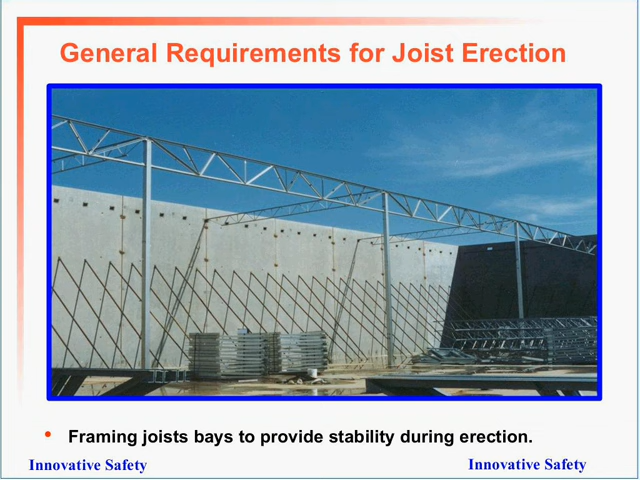 General Requirements for Joist Erection
Framing joists bays to provide stability during erection.
Innovative Safety
Innovative Safety